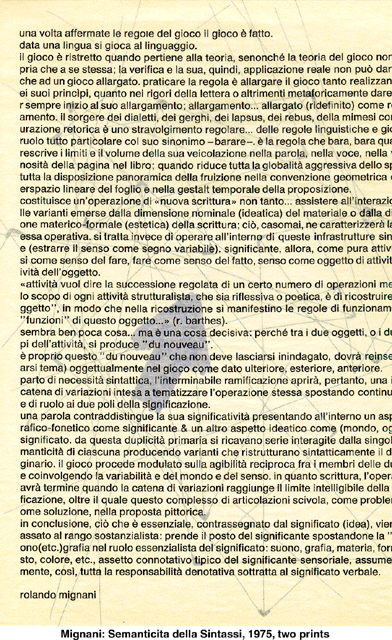 una volta affermate le regole del gioco il gioco è fatto.
data una lingua si gioca al linguaggio.
il gioco è ristretto quando pertiene alla teoria, senonché la teoria del gioco non
pria che a se stessa; la verifica e la sua, quindi, applicazione reale non può dar
che ad un gioco allargato. praticare la regola è allargare il gioco tanto realizzan
ei suoi principi, quanto nei rigori della lettera o altrimenti metaforicamente dare
r sempre inizio al suo allargamento; allargamento... allargato (ridefinito) come r
amento. il sorgere dei dialetti, dei gerghi, dei lapsus, dei rebus, della mimesi con
urazione retorica è uno stravolgimento regolare... delle regole linguistiche e gio
ruolo tutto particolare col suo sinonimo –barare–. è la regola che bara, bara qua
rescrive i limiti e il volume della sua veicolazione nella parola, nella voce, nella v
nosità della pagina nel libro; quando riduce tutta la globalità aggressiva dello sp
tutta la disposizione panoramica della fruizione nella convenzione geometrica e
erspazio lineare del foglio e nella gestalt temporale della proposizione.
costituisce un'operazione di «nuova scrittura» non tanto... assistere all'interazio
lle varianti emerse dalla dimensione nominale (ideatica) del materiale o dalla di
one materico-formale (estetica) della scrittura; ciò, casomai, ne caratterizzerà la
essa operativa. si tratta invece di operare all'interno di queste infrastrutture sin
e (estrarre il senso come segno variabile). significante, allora, come pura attiv
si come senso del fare, fare come senso del fatto, senso come oggetto di attivit
ività dell'oggetto.
«attività vuol dire la successione regolata di un certo numero di operazioni me
lo scopo di ogni attività strutturalista, che sia riflessiva o poetica, è di ricostruire
ggetto'', in modo che nella ricostruzione si manifestino le regole di funzionam
''funzioni'' di questo oggetto...» (r. barthes).
sembra ben poca cosa... ma è una cosa decisiva: perché tra i due oggetti, o i du
pi dell'attività, si produce ''du nouveau''.
è proprio questo ''du nouveau'' che non deve lasciarsi inindagato, dovrà reinse
arsi tema) oggettualmente nel gioco come dato ulteriore, esteriore, anteriore.
parto di necessità sintattica, l'interminabile ramificazione aprirà, pertanto, una i
catena di variazioni intesa a tematizzare l'operazione stessa spostando continu
e di ruolo ai due poli della significazione.
una parola contraddistingue la sua significatività presentando all'interno un asp
rafico-fonetico come significante & un altro aspetto ideatico come (mondo, og
significato. da questa duplicità primaria si ricavano serie interagite dalla singol
manticità di ciascuna producendo varianti che ristrutturano sintatticamente il d
ginario. il gioco procede modulato sulla agibilità reciproca fra i membri delle du
e coinvolgendo la variabilità e del mondo e del senso. in quanto scrittura, l'opera
avrà termine quando la catena di variazioni raggiunge il limite intelligibile della
ficazione, oltre il quale questo complesso di articolazioni scivola, come problem
ome soluzione, nella proposta pittorica.
in conclusione, ciò che è essenziale, contrassegnato dal significato (idea), vien
assato al rango sostanzialista: prende il posto del significante spostandone la ''
ono(etc.)grafia nel ruolo essenzialista del significato: suono, grafia, materia, forn
sto, colore, etc., assetto connotativo tipico del significante sensoriale, assume
mente, così, tutta la responsabilità denotativa sottratta al significato verbale.
rolando mignani
Mignani: Semanticita della Sintassi, 1975, two prints